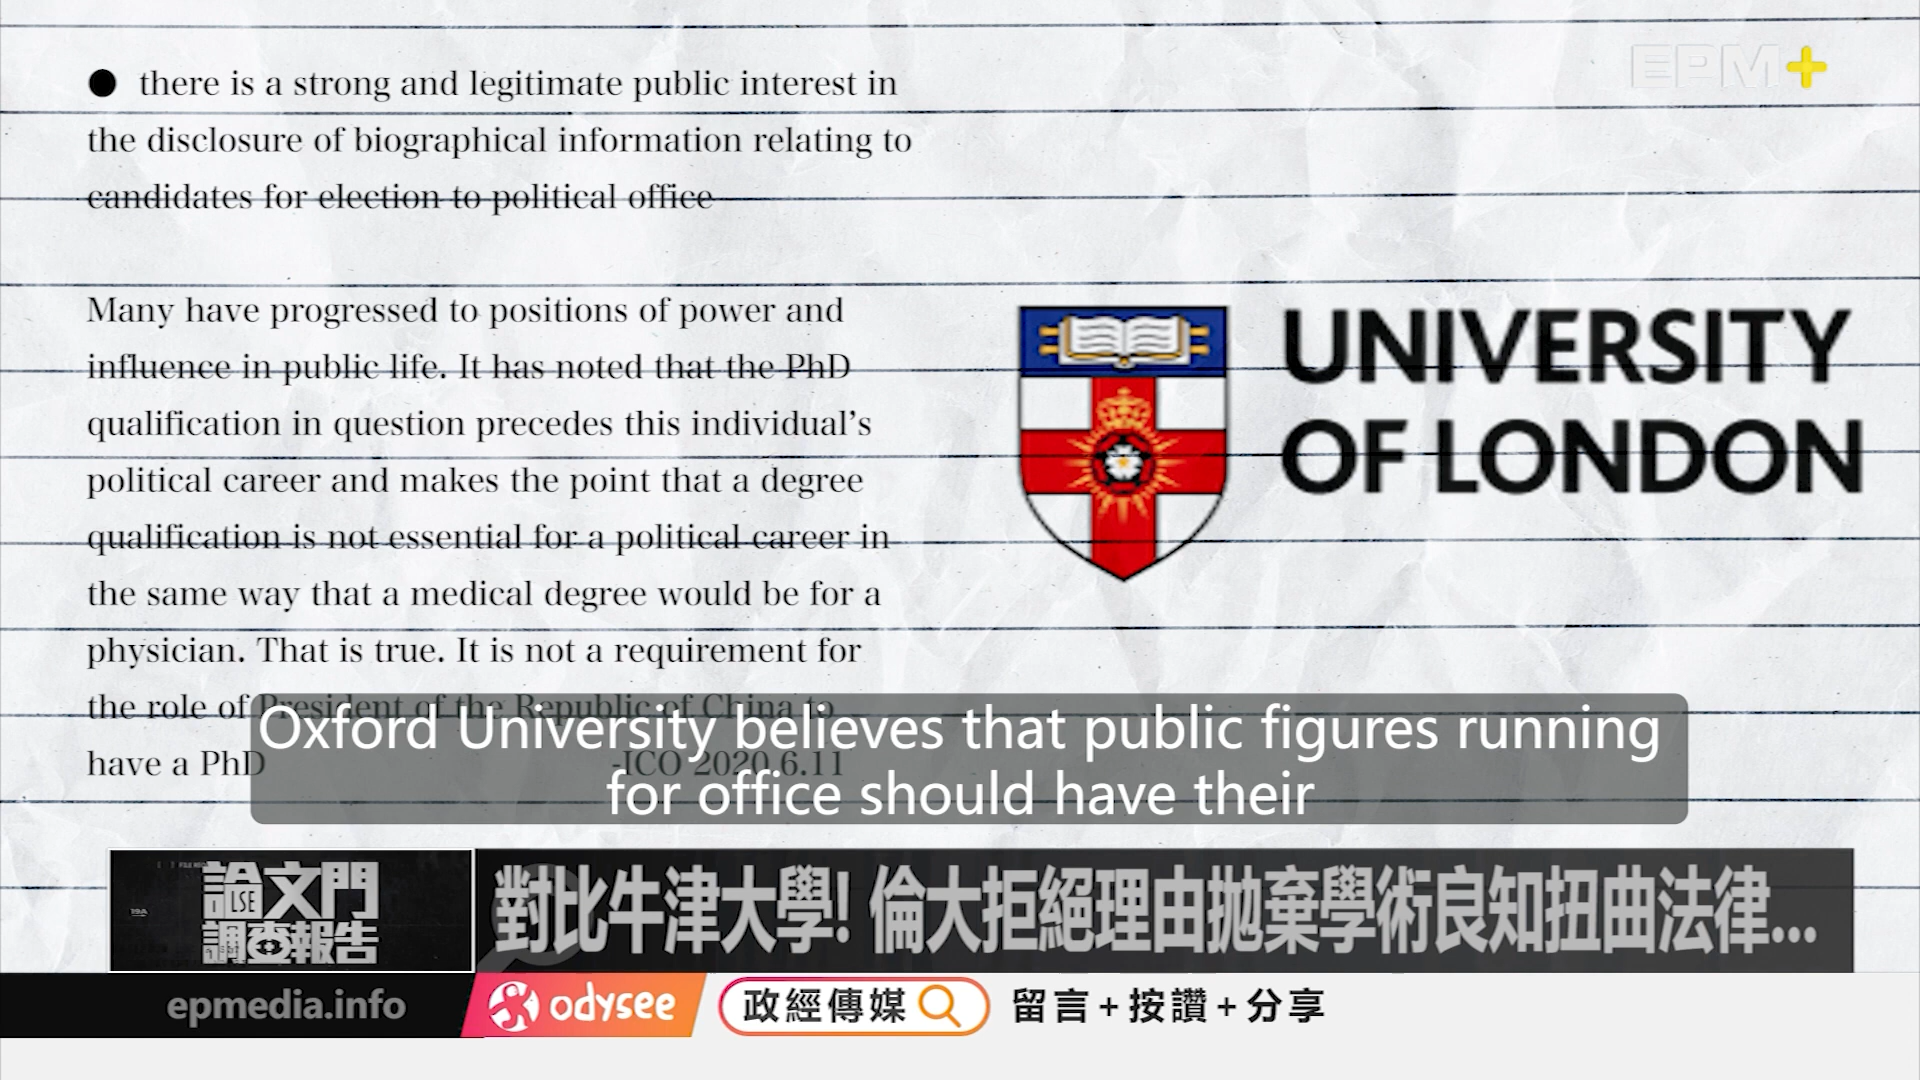 ● there is a strong and legitimate public interest in
the disclosure of biographical information relating to
candidates for election to political office
EPM+
Many have progressed to positions of power and
influence in public life. It has noted that the PhD
qualification in question precedes this individual's
political career and makes the point that a degree
qualification is not essential for a political career in
the same way that a medical degree would be for a
physician. That is true. It is not a requirement for
the role of President of the Republic of China to
have a PhD -ICO 2020.6.11
UNIVERSITY
OF LONDON
Oxford University believes that public figures running
for office should have their
論文門
LSE
調查報告
對比牛津大學! 倫大拒絕理由拋棄學術良知扭曲法律...
epmedia.info
odysee
政經傳媒
留言+按讚+分享